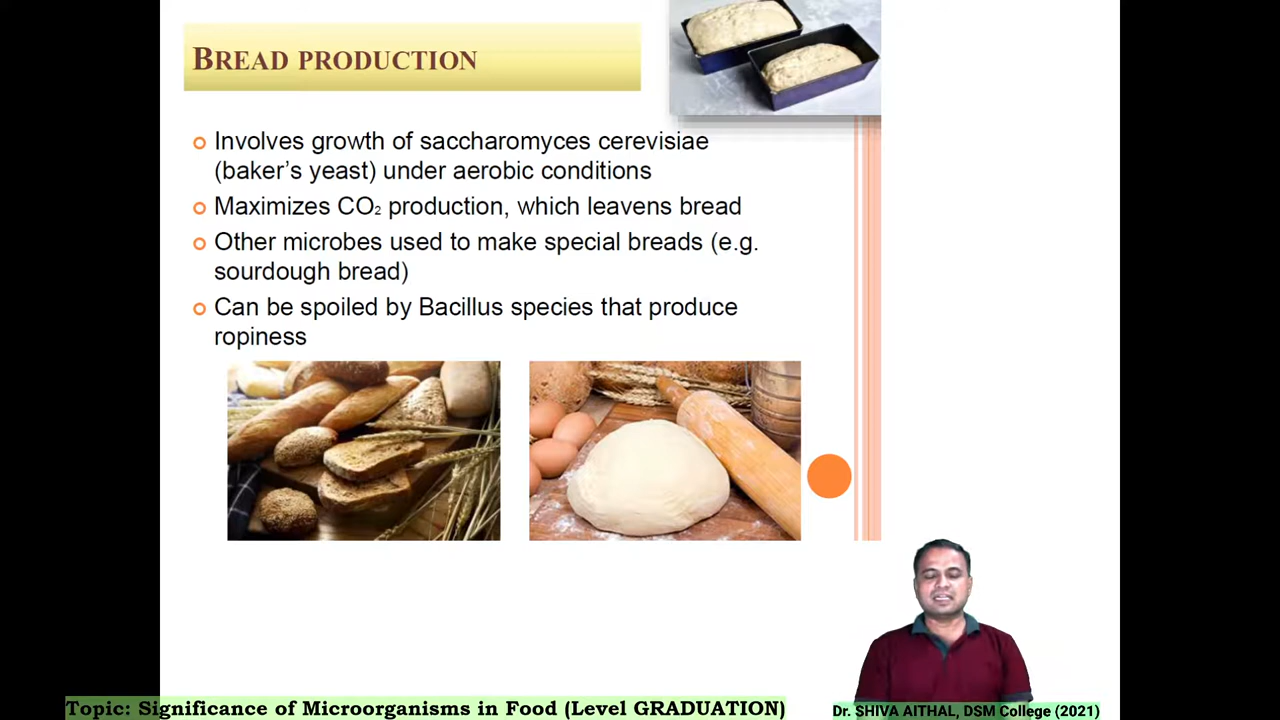 BREAD PRODUCTION
Involves growth of saccharomyces cerevisiae
(baker’s yeast) under aerobic conditions
Maximizes CO₂ production, which leavens bread
Other microbes used to make special breads (e.g.
sourdough bread)
Can be spoiled by Bacillus species that produce
ropiness
Topic: Significance of Microorganisms in Food (Level GRADUATION)
Dr. SHIVA AITHAL, DSM College (2021)